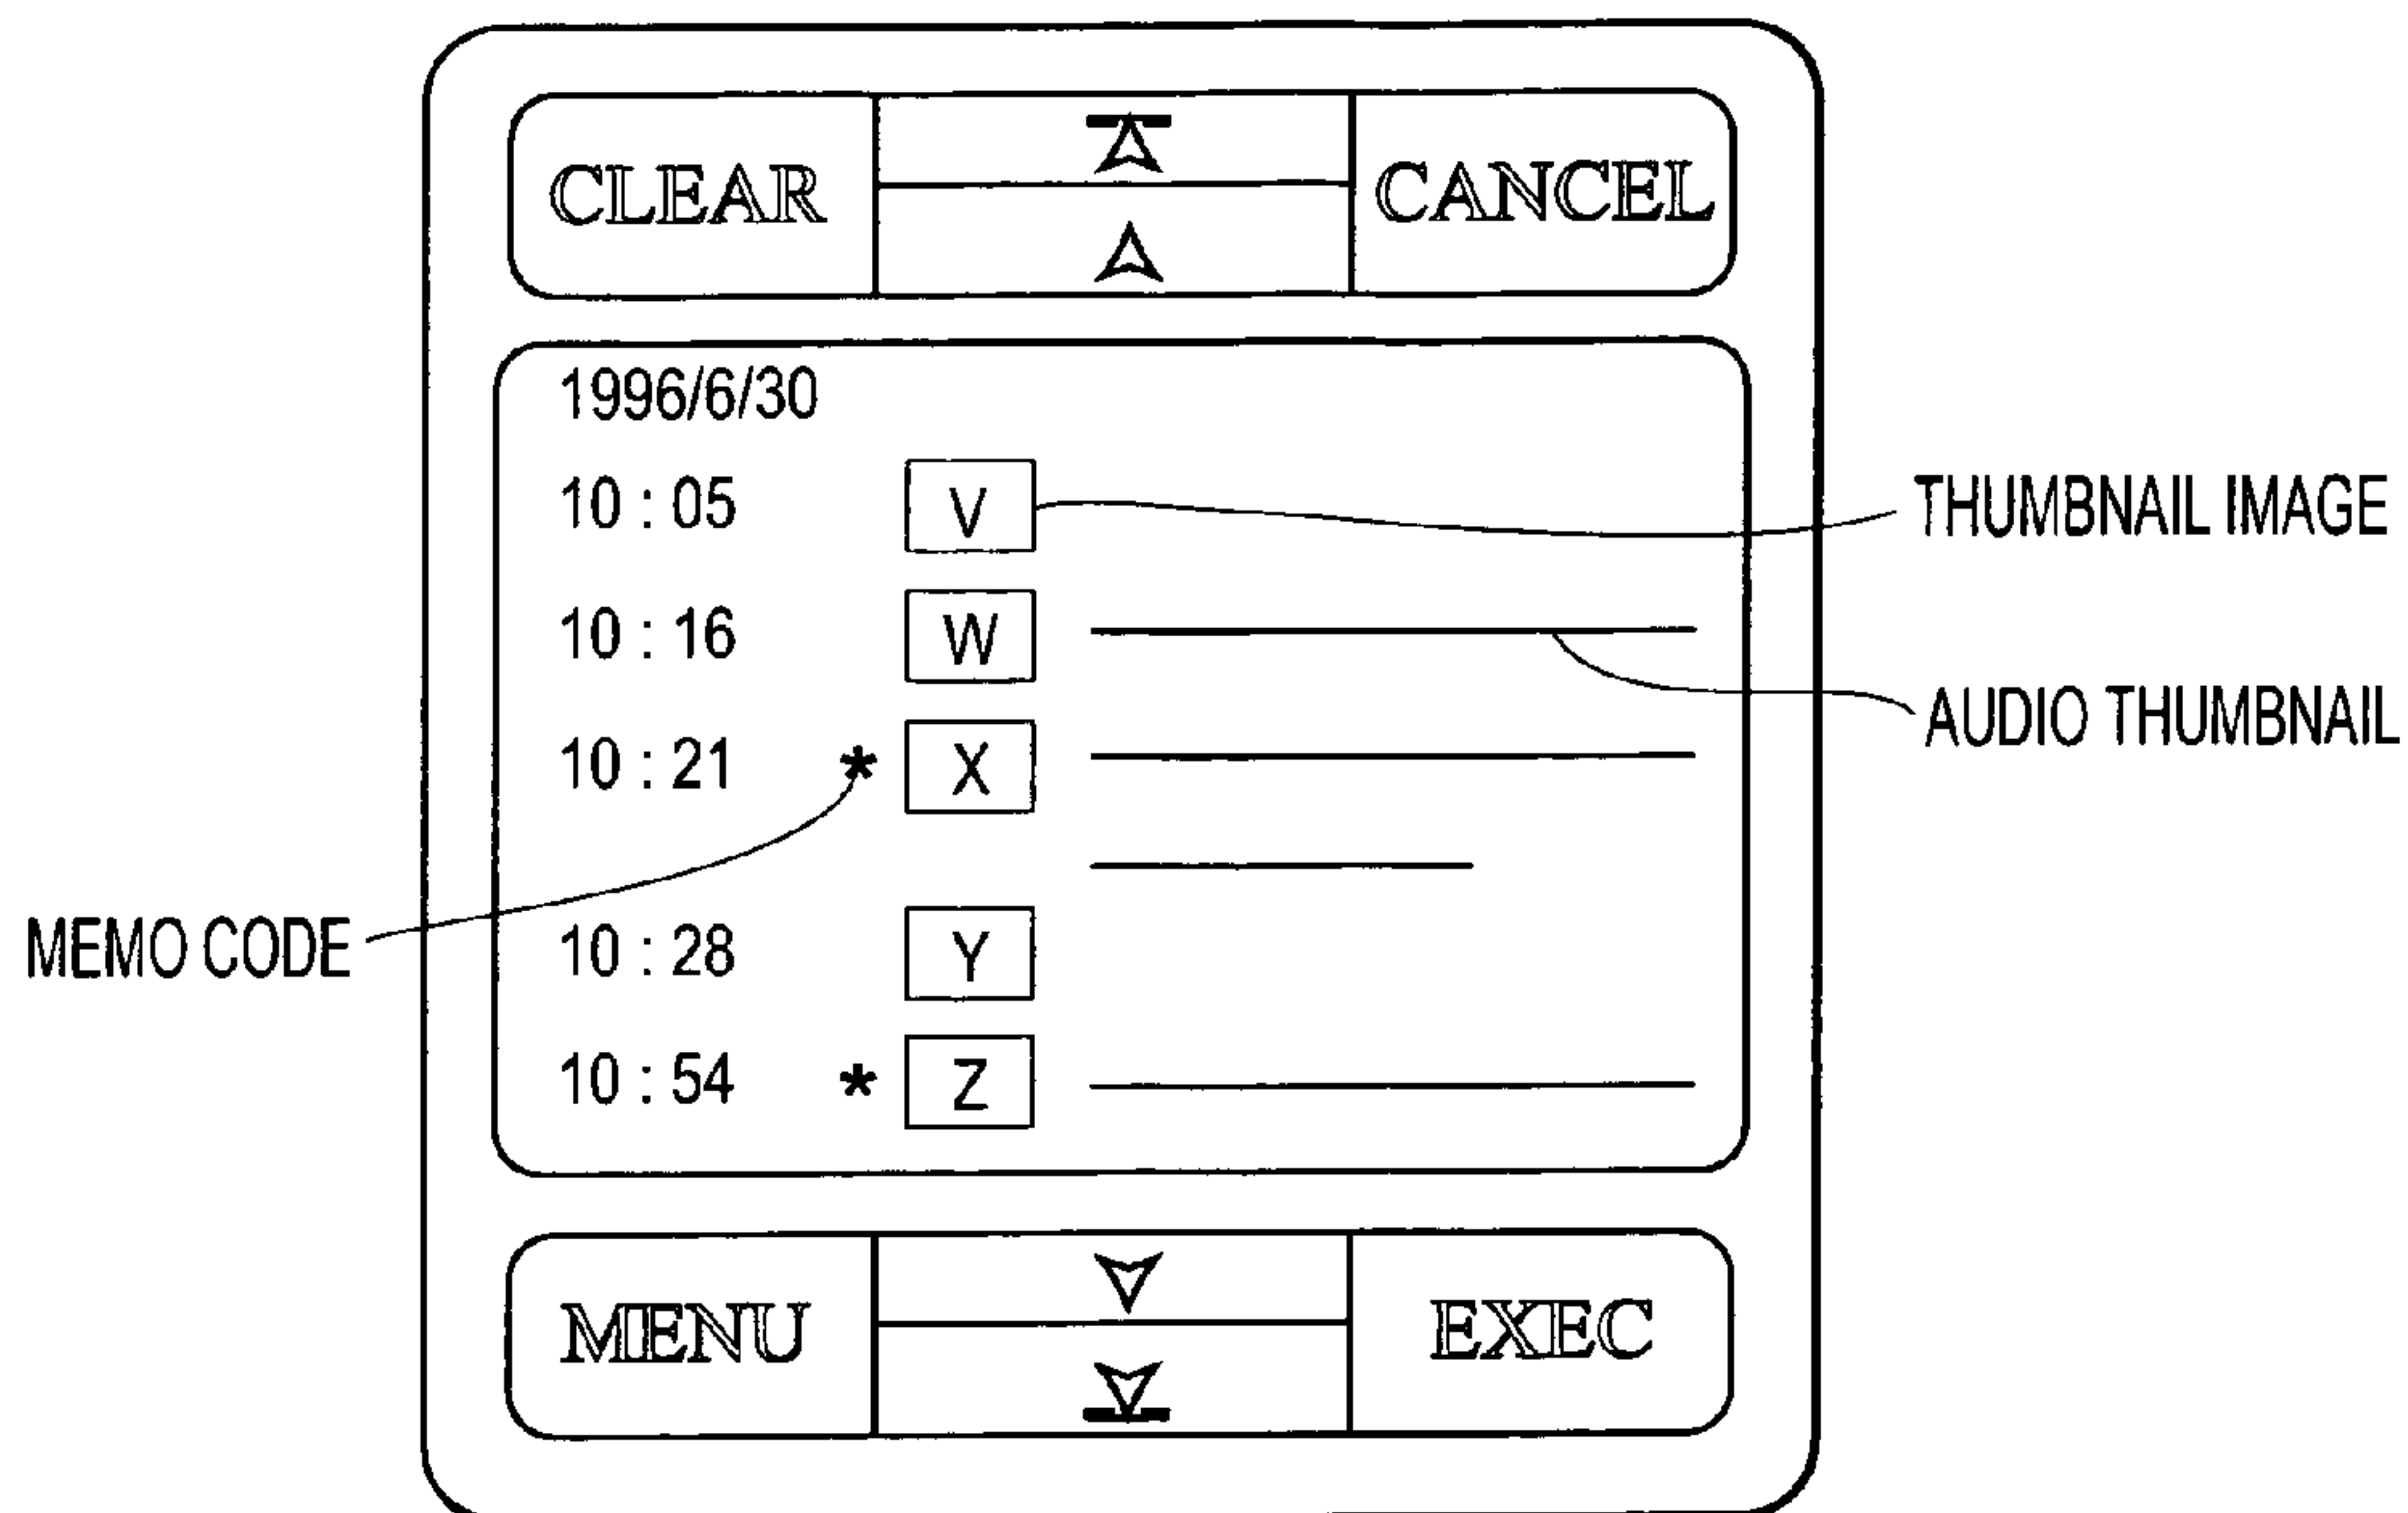 CLEAR
CANCEL
1996/6/30
10 : 05 V
THUMBNAIL IMAGE
10 : 16 W
AUDIO THUMBNAIL
10 : 21 * X
MEMO CODE
10 : 28 Y
10 : 54 * Z
MENU
EXEC